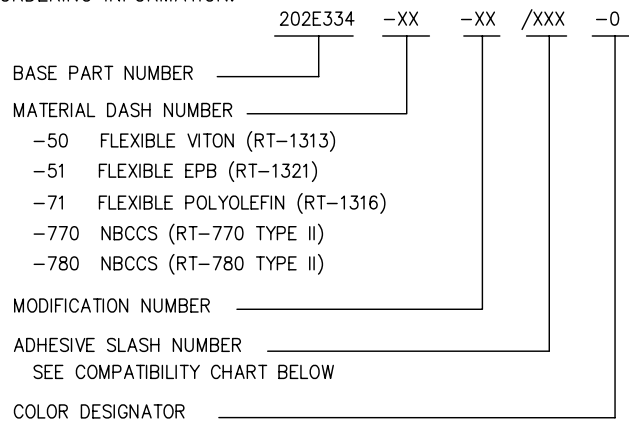 202E334 -XX -XX /XXX -0
BASE PART NUMBER
MATERIAL DASH NUMBER
-50 FLEXIBLE VITON (RT-1313)
-51 FLEXIBLE EPB (RT-1321)
-71 FLEXIBLE POLYOLEFIN (RT-1316)
-770 NBCCS (RT-770 TYPE II)
-780 NBCCS (RT-780 TYPE II)
MODIFICATION NUMBER
ADHESIVE SLASH NUMBER
SEE COMPATIBILITY CHART BELOW
COLOR DESIGNATOR